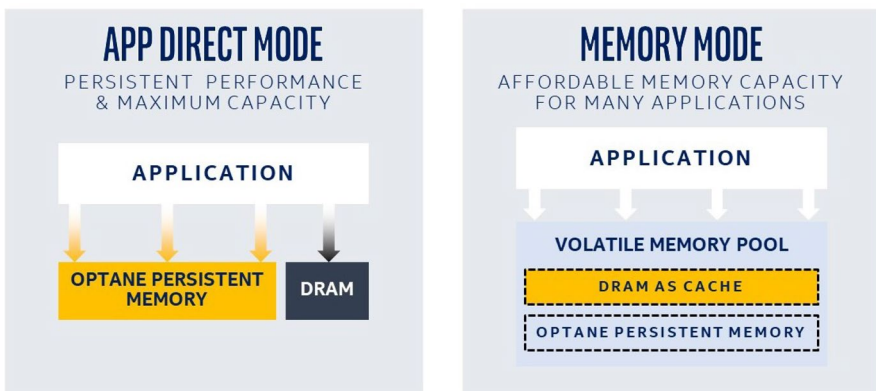 APP DIRECT MODE
PERSISTENT PERFORMANCE
& MAXIMUM CAPACITY
APPLICATION
OPTANE PERSISTENT
MEMORY
DRAM
MEMORY MODE
AFFORDABLE MEMORY CAPACITY
FOR MANY APPLICATIONS
APPLICATION
VOLATILE MEMORY POOL
DRAM AS CACHE
OPTANE PERSISTENT MEMORY